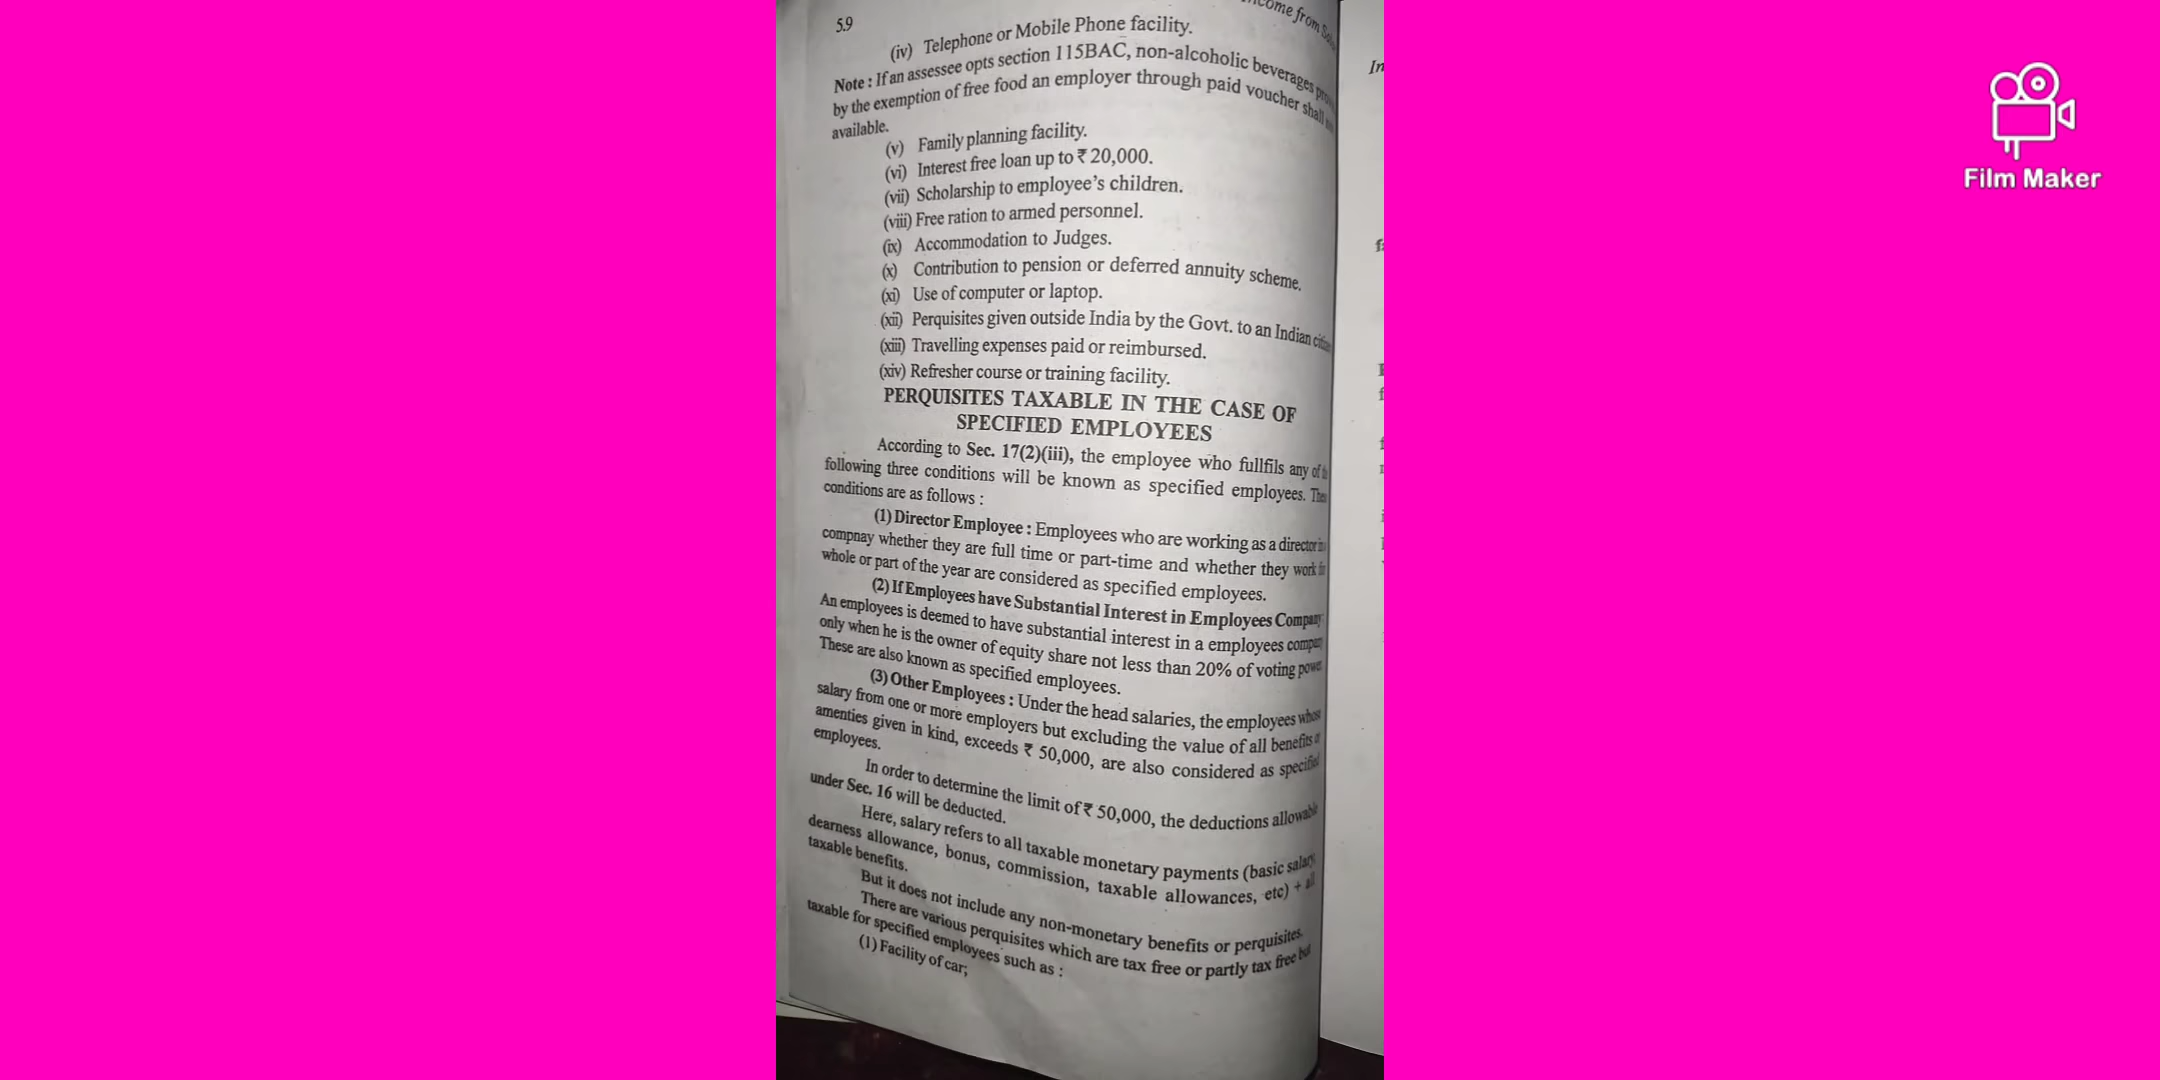 5.9
Income from
(iv) Telephone or Mobile Phone facility.
Note : If an assessee opts section 115BAC, non-alcoholic beverages
by the exemption of free food an employer through paid voucher shall
available.
(v) Family planning facility.
(vi) Interest free loan up to ₹ 20,000.
(vii) Scholarship to employee's children.
(viii) Free ration to armed personnel.
(ix) Accommodation to Judges.
(x) Contribution to pension or deferred annuity scheme.
(xi) Use of computer or laptop.
(xii) Perquisites given outside India by the Govt. to an Indian
(xiii) Travelling expenses paid or reimbursed.
(xiv) Refresher course or training facility.
PERQUISITES TAXABLE IN THE CASE OF
SPECIFIED EMPLOYEES
According to Sec. 17(2)(iii), the employee who fullfils any of
following three conditions will be known as specified employees.
conditions are as follows :
(1) Director Employee : Employees who are working as a director
compnay whether they are full time or part-time and whether they work
whole or part of the year are considered as specified employees.
(2) If Employees have Substantial Interest in Employees Company
An employees is deemed to have substantial interest in a employees
only when he is the owner of equity share not less than 20% of voting
These are also known as specified employees.
(3) Other Employees : Under the head salaries, the employees whose
salary from one or more employers but excluding the value of all benefits
amenties given in kind, exceeds ₹ 50,000, are also considered as
employees.
In order to determine the limit of ₹ 50,000, the deductions
under Sec. 16 will be deducted.
Here, salary refers to all taxable monetary payments (basic salary
dearness allowance, bonus, commission, taxable allowances, etc) + all
taxable benefits.
But it does not include any non-monetary benefits or perquisites.
There are various perquisites which are tax free or partly tax free but
taxable for specified employees such as :
(1) Facility of car;
In
Film Maker